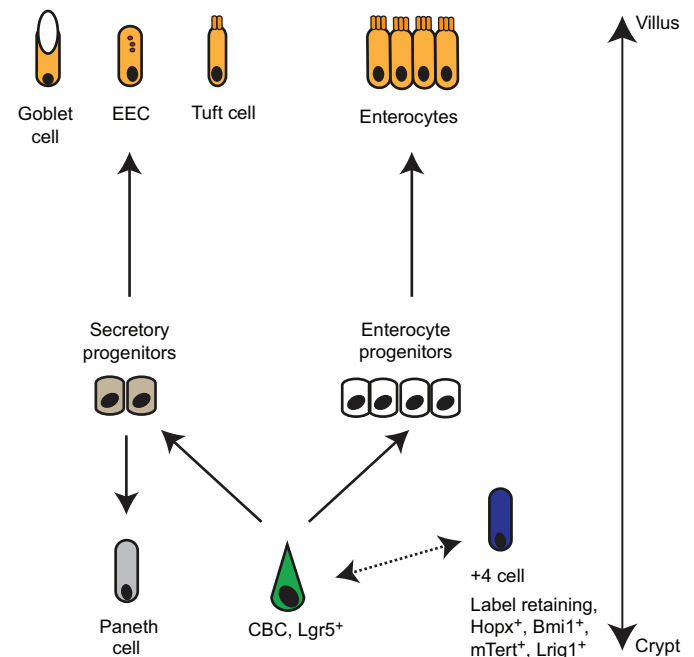 Villus
Goblet
cell
EEC
Tuft cell
Enterocytes
Secretory
progenitors
Enterocyte
progenitors
+4 cell
Label retaining,
Hopx⁺, Bmi1⁺,
mTert⁺, Lrig1⁺
CBC, Lgr5⁺
Paneth
cell
Crypt